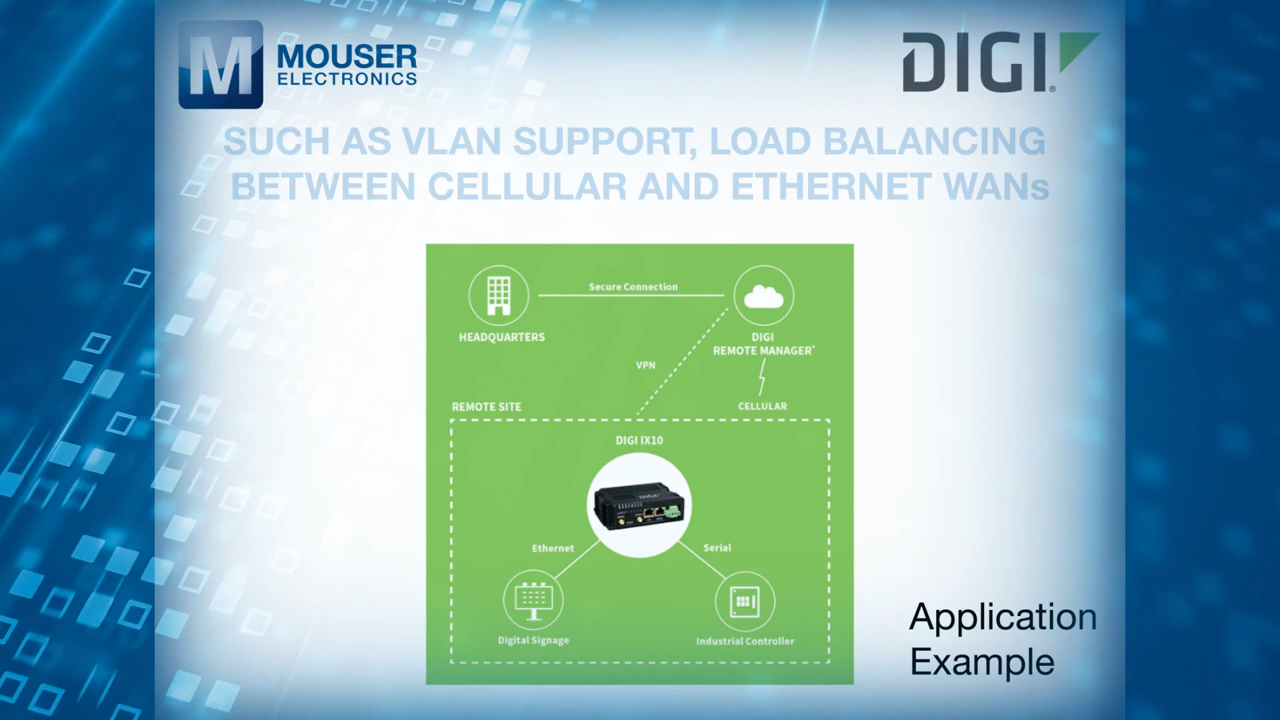 M MOUSER
ELECTRONICS
DIGI®
SUCH AS VLAN SUPPORT, LOAD BALANCING
BETWEEN CELLULAR AND ETHERNET WANs
Secure Connection
HEADQUARTERS
DIGI
REMOTE MANAGER®
VPN
CELLULAR
REMOTE SITE
DIGI IX10
DIGI
Ethernet
Serial
Digital Signage
Industrial Controller
Application
Example